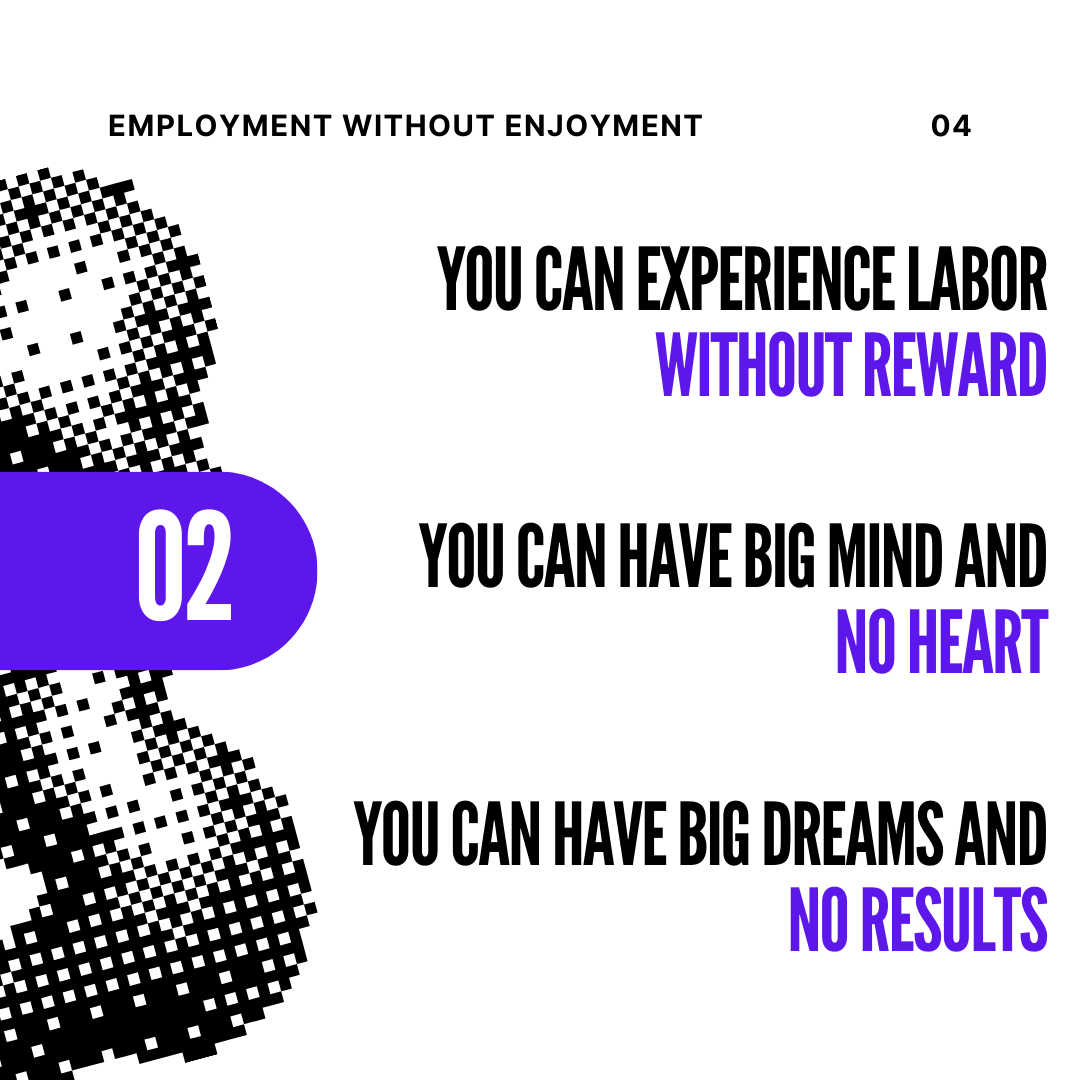 EMPLOYMENT WITHOUT ENJOYMENT
04
YOU CAN EXPERIENCE LABOR
WITHOUT REWARD
02
YOU CAN HAVE BIG MIND AND
NO HEART
YOU CAN HAVE BIG DREAMS AND
NO RESULTS